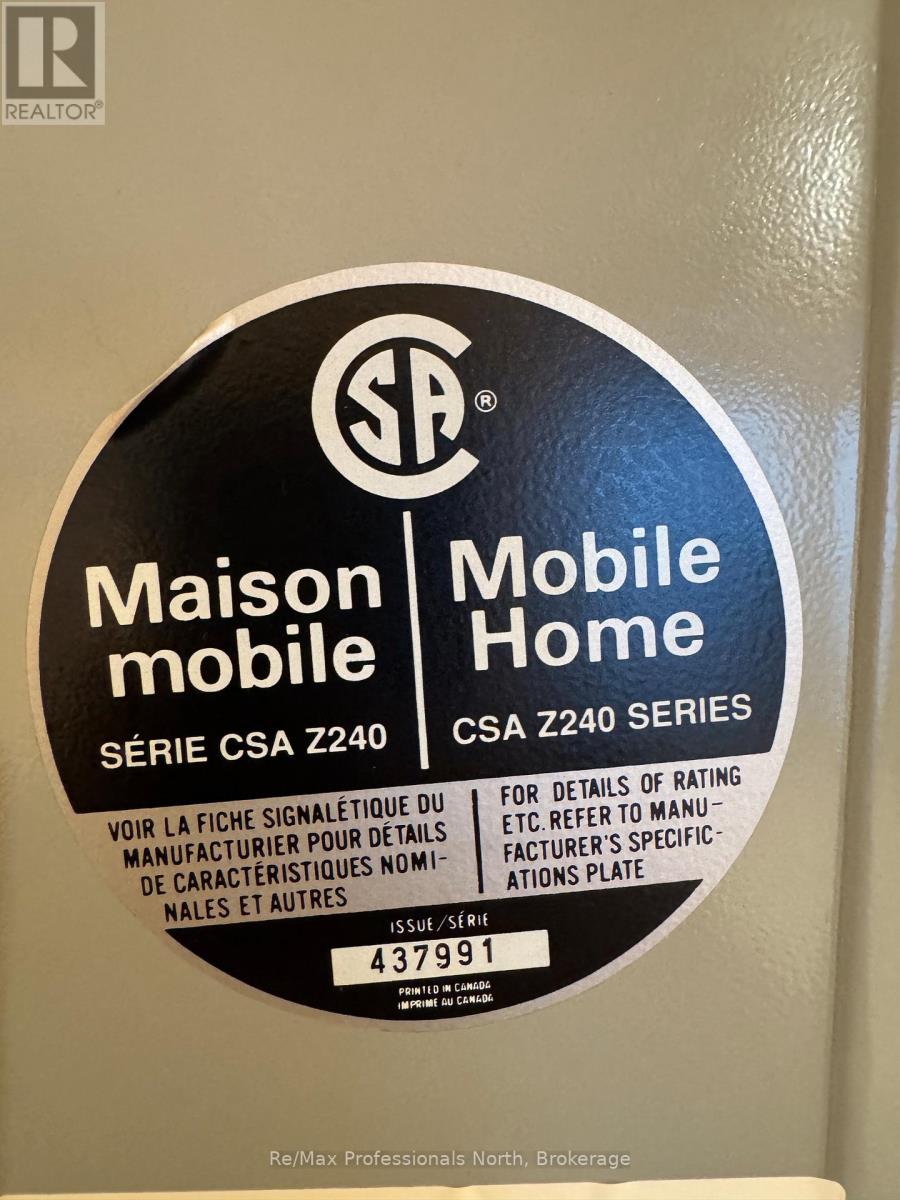 R
REALTOR®
CSA®
Maison
mobile
SÉRIE CSA Z240
Mobile
Home
CSA Z240 SERIES
VOIR LA FICHE SIGNALÉTIQUE DU
MANUFACTURIER POUR DÉTAILS
DE CARACTÉRISTIQUES NOMI-
NALES ET AUTRES
FOR DETAILS OF RATING
ETC. REFER TO MANU-
FACTURER'S SPECIFIC-
ATIONS PLATE
ISSUE/SÉRIE
437991
PRINTED IN CANADA
IMPRIME AU CANADA
Re/Max Professionals North, Brokerage